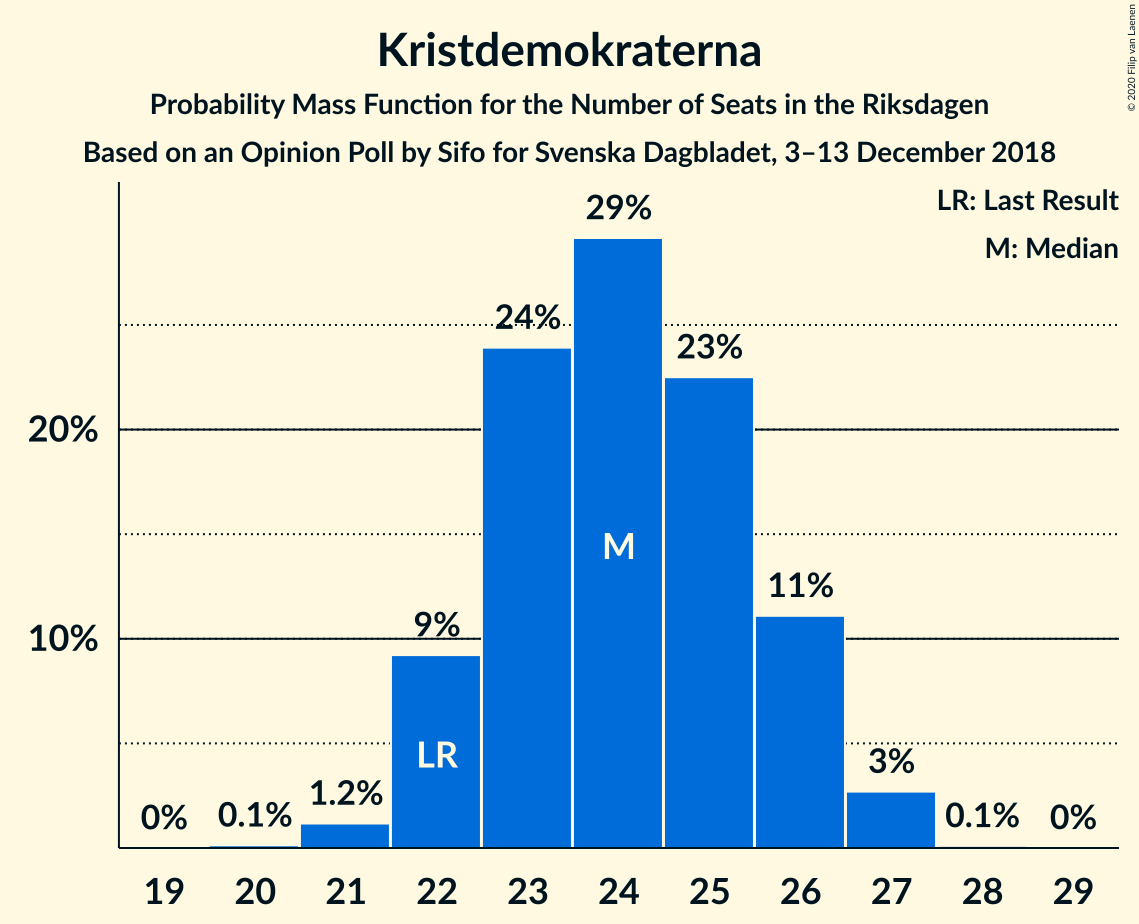 Kristdemokraterna
Probability Mass Function for the Number of Seats in the Riksdagen
Based on an Opinion Poll by Sifo for Svenska Dagbladet, 3–13 December 2018
© 2020 Filip van Laenen
LR: Last Result
M: Median
29%
24%
23%
20%
M
11%
9%
10%
LR
3%
1.2%
0%
0.1%
0.1%
0%
19 20 21 22 23 24 25 26 27 28 29